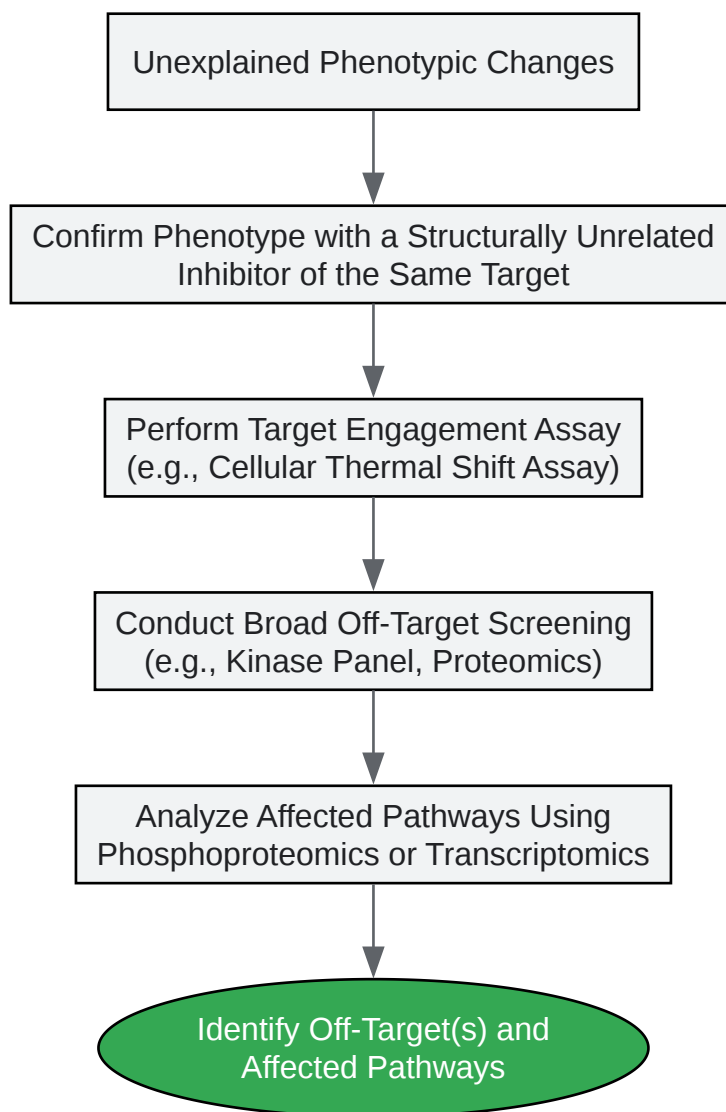 Unexplained Phenotypic Changes
Confirm Phenotype with a Structurally Unrelated
Inhibitor of the Same Target
Perform Target Engagement Assay
(e.g., Cellular Thermal Shift Assay)
Conduct Broad Off-Target Screening
(e.g., Kinase Panel, Proteomics)
Analyze Affected Pathways Using
Phosphoproteomics or Transcriptomics
Identify Off-Target(s) and
Affected Pathways